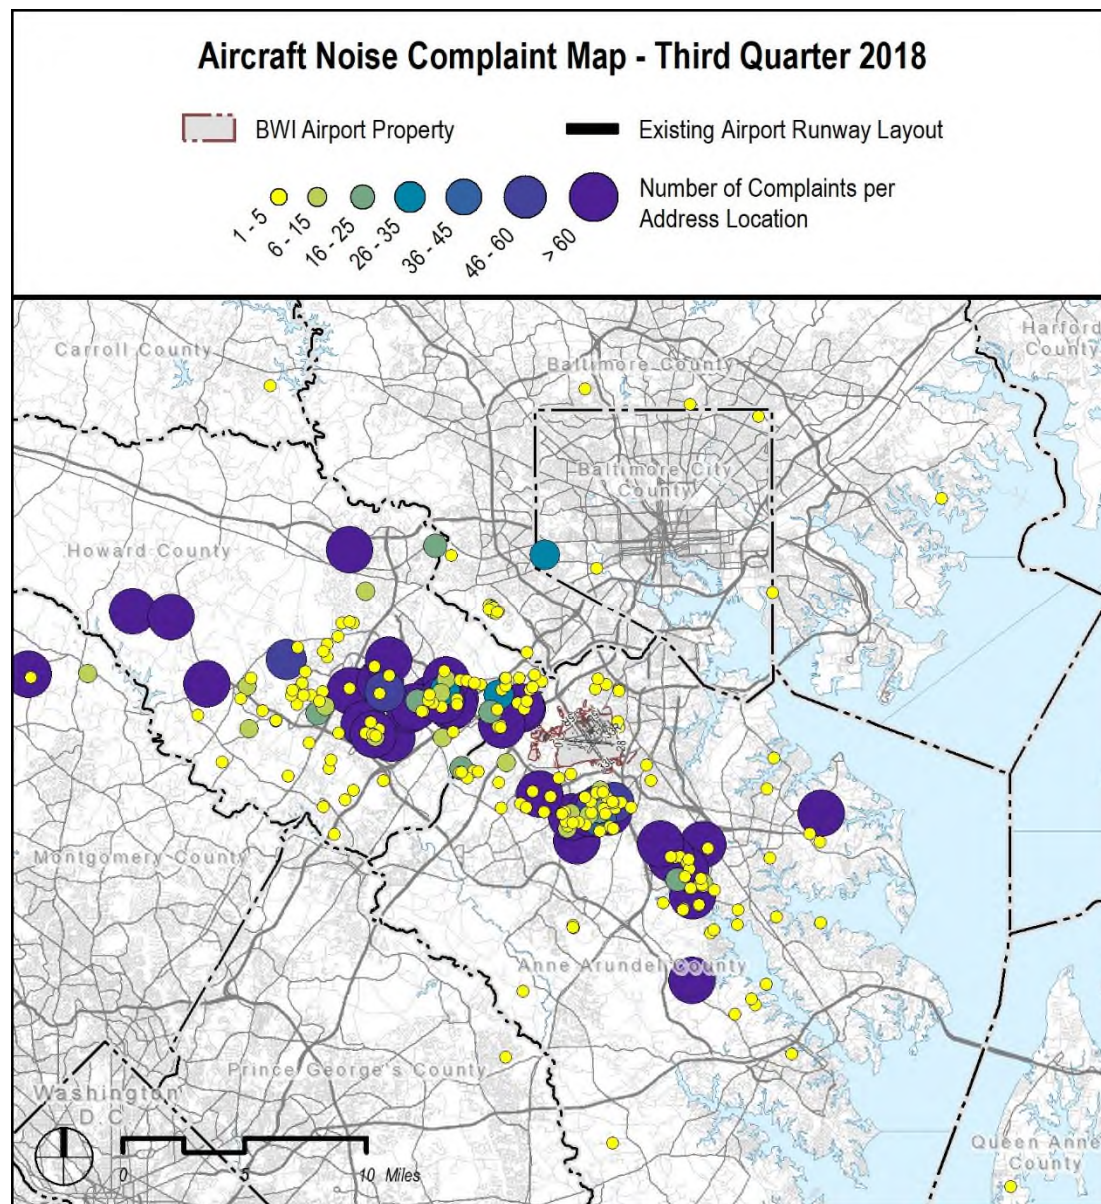 Aircraft Noise Complaint Map - Third Quarter 2018
BWI Airport Property
Existing Airport Runway Layout
1 - 5
6 - 15
16 - 25
26 - 35
36 - 45
46 - 60
> 60
Number of Complaints per
Address Location
Carroll County
Baltimore County
Harford
County
Baltimore City
County
Howard County
28
Montgomery County
Anne Arundel County
Prince George's County
Washington
D.C.
Queen Anne
County
0
5
10 Miles